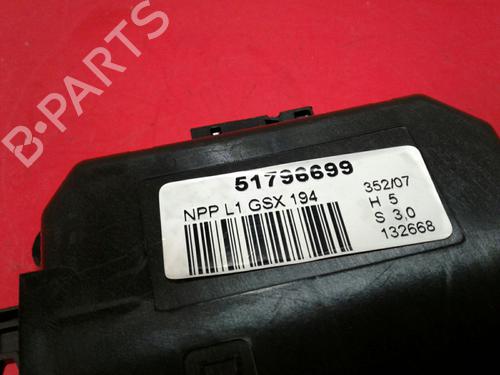 B-PARTS
51796699
NPP L1 GSX 194
352/07
H 5
S 3,0
132668